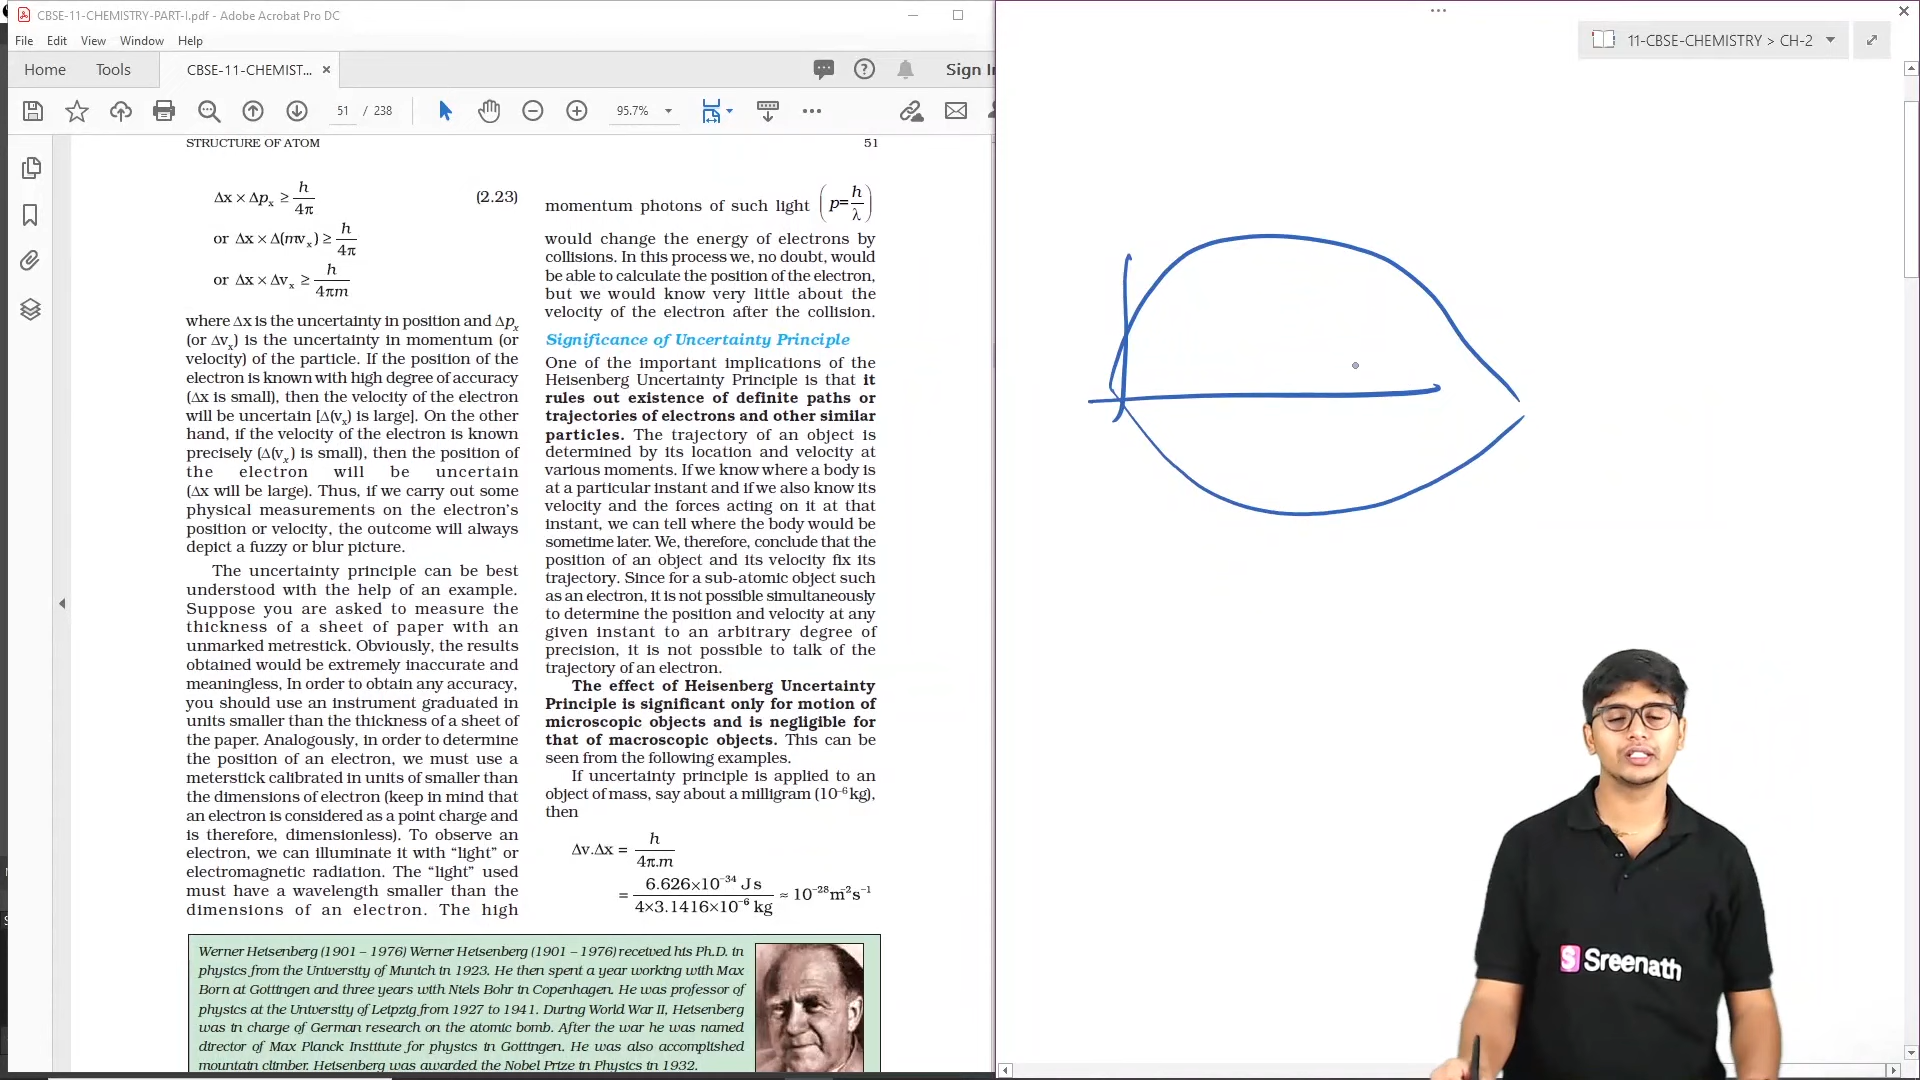 CBSE-11-CHEMISTRY-PART-I.pdf - Adobe Acrobat Pro DC
File Edit View Window Help
Home Tools CBSE-11-CHEMIST... × Sign In
51 / 238 95.7%
11-CBSE-CHEMISTRY > CH-2
STRUCTURE OF ATOM 51
Δx × Δpₓ ≥ h/4π (2.23)
or Δx × Δ(mvₓ) ≥ h/4π
or Δx × Δvₓ ≥ h/4πm
where Δx is the uncertainty in position and Δpₓ
(or Δvₓ) is the uncertainty in momentum (or
velocity) of the particle. If the position of the
electron is known with high degree of accuracy
(Δx is small), then the velocity of the electron
will be uncertain [Δ(vₓ) is large]. On the other
hand, if the velocity of the electron is known
precisely (Δ(vₓ) is small), then the position of
the electron will be uncertain
(Δx will be large). Thus, if we carry out some
physical measurements on the electron's
position or velocity, the outcome will always
depict a fuzzy or blur picture.
The uncertainty principle can be best
understood with the help of an example.
Suppose you are asked to measure the
thickness of a sheet of paper with an
unmarked metrestick. Obviously, the results
obtained would be extremely inaccurate and
meaningless, In order to obtain any accuracy,
you should use an instrument graduated in
units smaller than the thickness of a sheet of
the paper. Analogously, in order to determine
the position of an electron, we must use a
meterstick calibrated in units of smaller than
the dimensions of electron (keep in mind that
an electron is considered as a point charge and
is therefore, dimensionless). To observe an
electron, we can illuminate it with "light" or
electromagnetic radiation. The "light" used
must have a wavelength smaller than the
dimensions of an electron. The high
momentum photons of such light (p=h/λ)
would change the energy of electrons by
collisions. In this process we, no doubt, would
be able to calculate the position of the electron,
but we would know very little about the
velocity of the electron after the collision.
Significance of Uncertainty Principle
One of the important implications of the
Heisenberg Uncertainty Principle is that it
rules out existence of definite paths or
trajectories of electrons and other similar
particles. The trajectory of an object is
determined by its location and velocity at
various moments. If we know where a body is
at a particular instant and if we also know its
velocity and the forces acting on it at that
instant, we can tell where the body would be
sometime later. We, therefore, conclude that the
position of an object and its velocity fix its
trajectory. Since for a sub-atomic object such
as an electron, it is not possible simultaneously
to determine the position and velocity at any
given instant to an arbitrary degree of
precision, it is not possible to talk of the
trajectory of an electron.
The effect of Heisenberg Uncertainty
Principle is significant only for motion of
microscopic objects and is negligible for
that of macroscopic objects. This can be
seen from the following examples.
If uncertainty principle is applied to an
object of mass, say about a milligram (10⁻⁶ kg),
then
Δv.Δx = h/4π.m
= 6.626×10⁻³⁴ J s/4×3.1416×10⁻⁶ kg ≈ 10⁻²⁸ m⁻² s⁻¹
Werner Heisenberg (1901 – 1976) Werner Heisenberg (1901 – 1976) received his Ph.D. in
physics from the University of Munich in 1923. He then spent a year working with Max
Born at Gottingen and three years with Niels Bohr in Copenhagen. He was professor of
physics at the University of Leipzig from 1927 to 1941. During World War II, Heisenberg
was in charge of German research on the atomic bomb. After the war he was named
director of Max Planck Institute for physics in Gottingen. He was also accomplished
mountain climber. Heisenberg was awarded the Nobel Prize in Physics in 1932.
S Sreenath